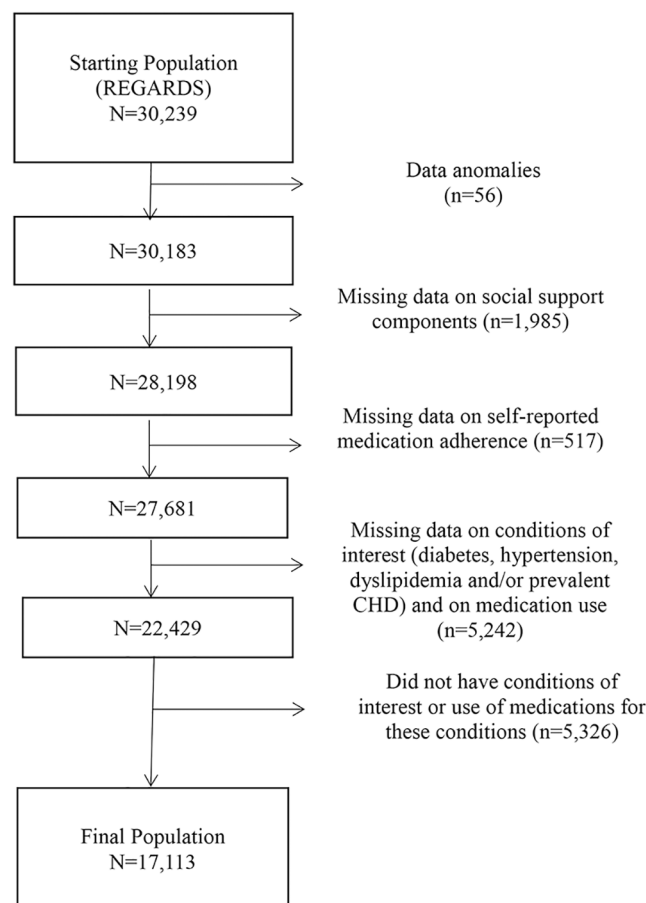 Starting Population
(REGARDS)
N=30,239
Data anomalies
(n=56)
N=30,183
Missing data on social support
components (n=1,985)
N=28,198
Missing data on self-reported
medication adherence (n=517)
N=27,681
Missing data on conditions of
interest (diabetes, hypertension,
dyslipidemia and/or prevalent
CHD) and on medication use
(n=5,242)
N=22,429
Did not have conditions of
interest or use of medications for
these conditions (n=5,326)
Final Population
N=17,113